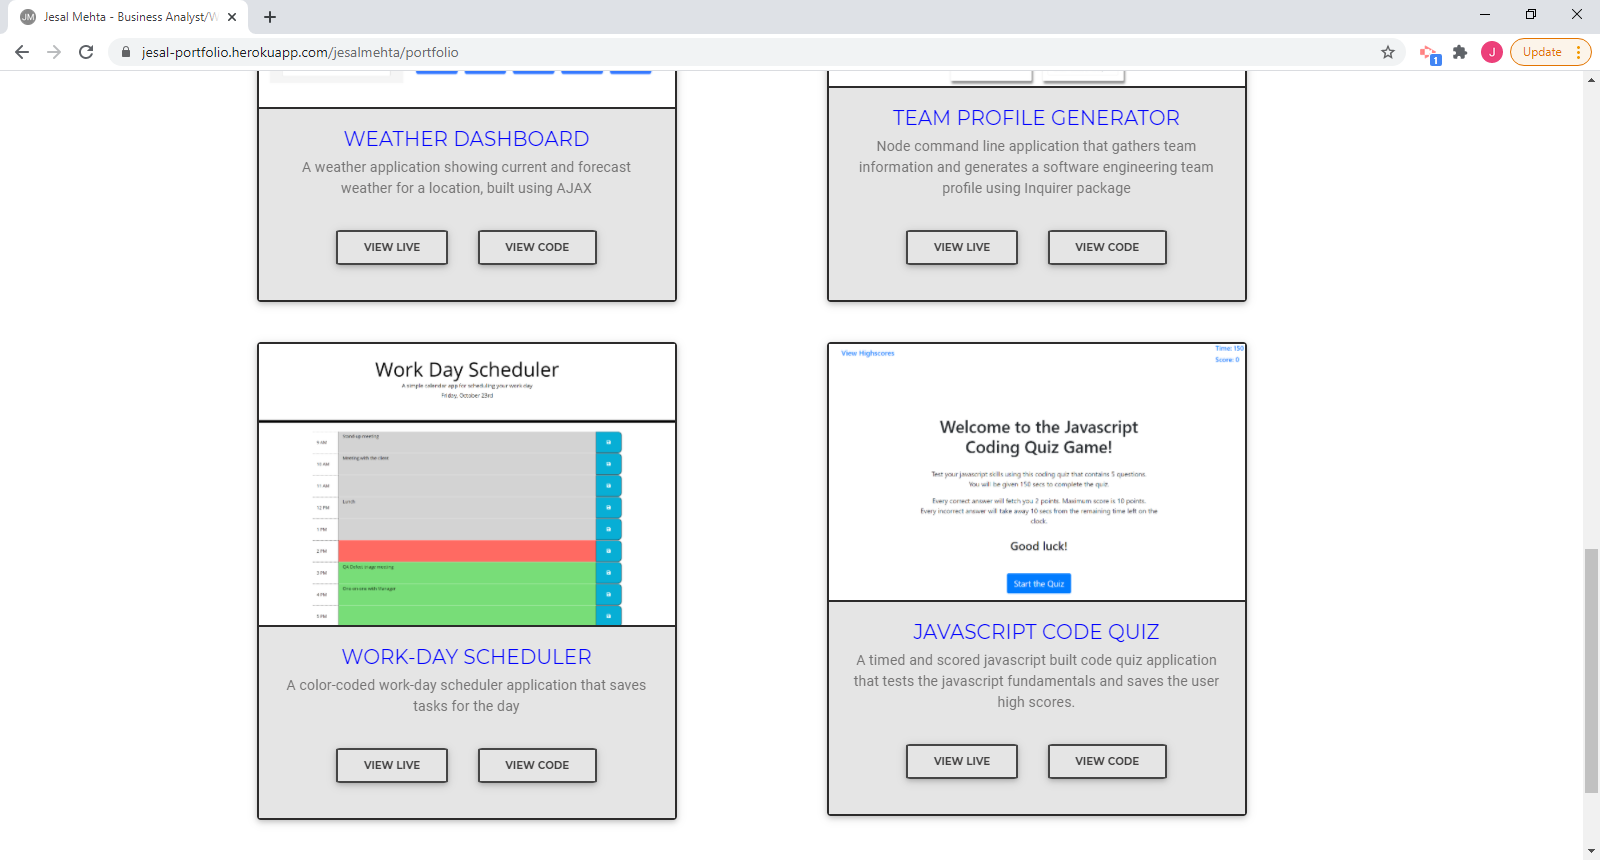 JM Jesal Mehta - Business Analyst/W
jesal-portfolio.herokuapp.com/jesalmehta/portfolio
1
J
Update
WEATHER DASHBOARD
A weather application showing current and forecast
weather for a location, built using AJAX
VIEW LIVE VIEW CODE
TEAM PROFILE GENERATOR
Node command line application that gathers team
information and generates a software engineering team
profile using Inquirer package
VIEW LIVE VIEW CODE
Work Day Scheduler
A simple calendar app for scheduling your work day
Friday, October 23rd
9 AM Stand up meeting
10 AM Meeting with the client
11 AM
12 PM Lunch
1 PM
2 PM
3 PM QA Defect triage meeting
4 PM One on one with Manager
5 PM
WORK-DAY SCHEDULER
A color-coded work-day scheduler application that saves
tasks for the day
VIEW LIVE VIEW CODE
View Highscores
Time: 150
Score: 0
Welcome to the Javascript
Coding Quiz Game!
Test your javascript skills using this coding quiz that contains 5 questions.
You will be given 150 secs to complete the quiz.
Every correct answer will fetch you 2 points. Maximum score is 10 points.
Every incorrect answer will take away 10 secs from the remaining time left on the
clock.
Good luck!
Start the Quiz
JAVASCRIPT CODE QUIZ
A timed and scored javascript built code quiz application
that tests the javascript fundamentals and saves the user
high scores.
VIEW LIVE VIEW CODE